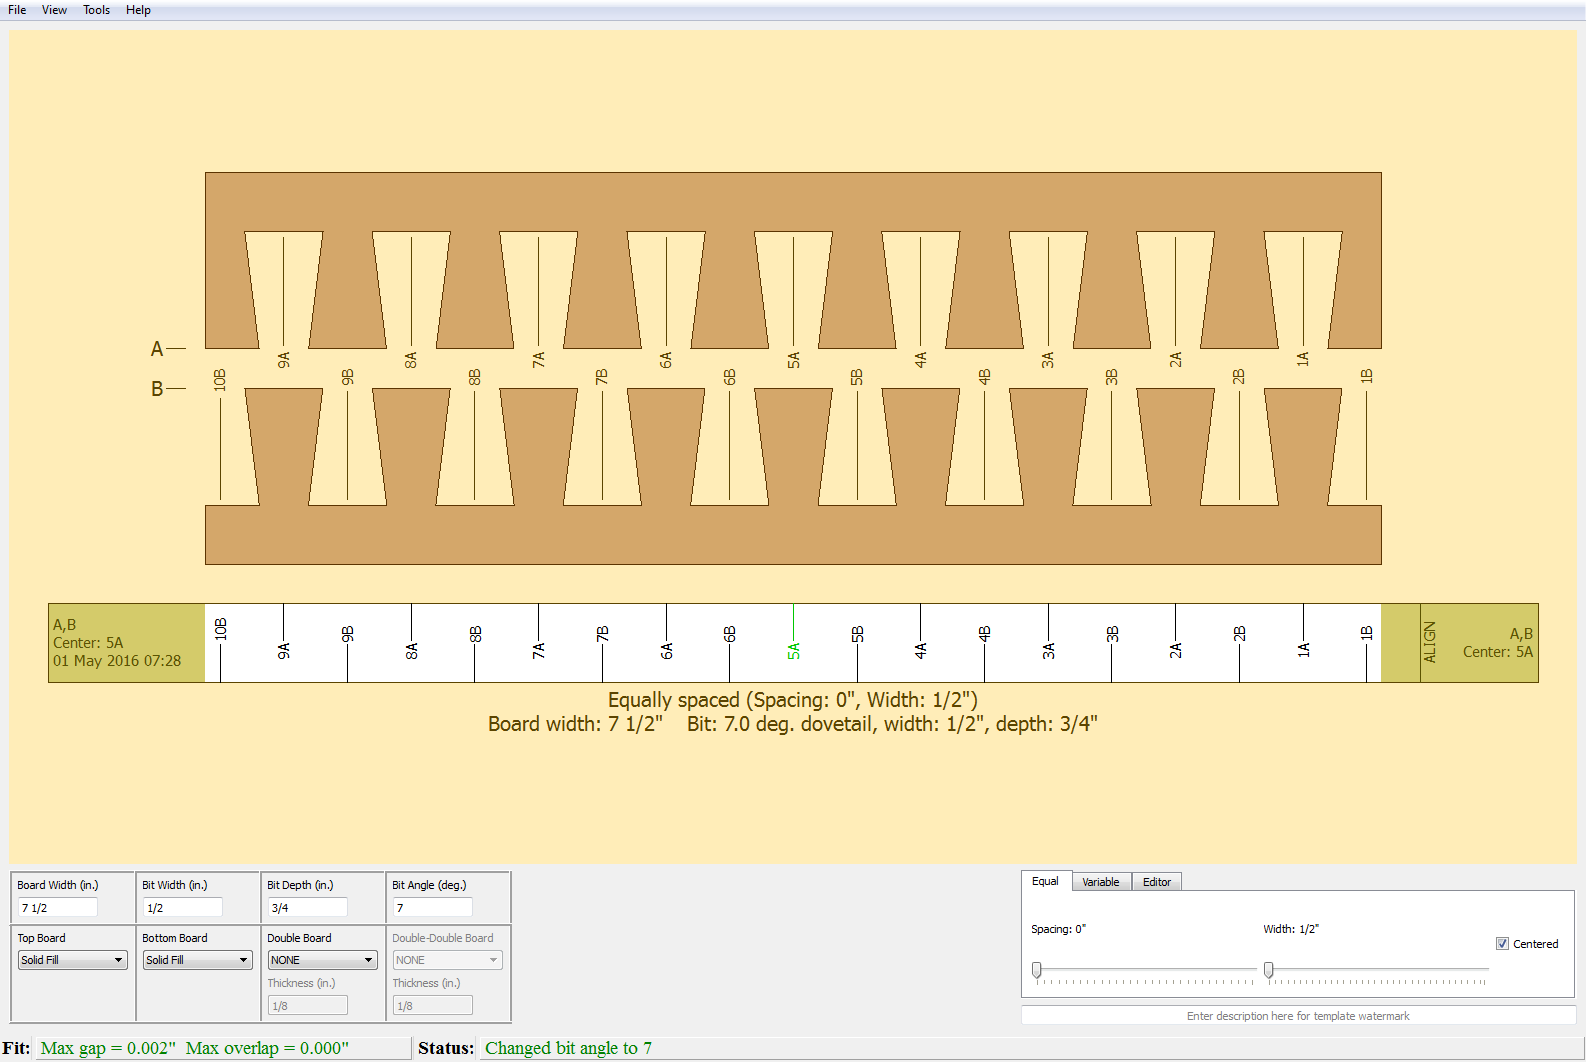 File View Tools Help
A
9A 8A 7A 6A 5A 4A 3A 2A 1A
B
10B 9B 8B 7B 6B 5B 4B 3B 2B 1B
A,B
Center: 5A
01 May 2016 07:28
10B 9A 9B 8A 8B 7A 7B 6A 6B 5A 5B 4A 4B 3A 3B 2A 2B 1A 1B
ALIGN
A,B
Center: 5A
Equally spaced (Spacing: 0", Width: 1/2")
Board width: 7 1/2" Bit: 7.0 deg. dovetail, width: 1/2", depth: 3/4"
Board Width (in.) Bit Width (in.) Bit Depth (in.) Bit Angle (deg.)
7 1/2 1/2 3/4 7
Top Board Bottom Board Double Board Double-Double Board
Solid Fill Solid Fill NONE NONE
Thickness (in.) Thickness (in.)
1/8 1/8
Equal Variable Editor
Spacing: 0" Width: 1/2"
Centered
Enter description here for template watermark
Fit: Max gap = 0.002" Max overlap = 0.000" Status: Changed bit angle to 7